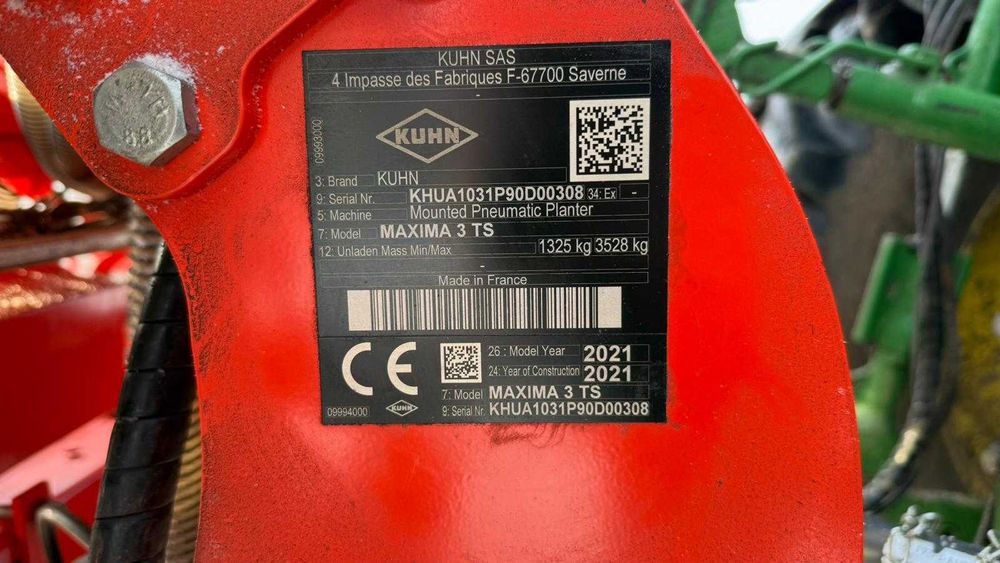 KUHN SAS
4 Impasse des Fabriques F-67700 Saverne
09993000
KUHN
3: Brand KUHN
9: Serial Nr. KHUA1031P90D00308 34: Ex -
5: Machine Mounted Pneumatic Planter
7: Model MAXIMA 3 TS
12: Unladen Mass Min/Max 1325 kg 3528 kg
-
Made in France
CE
26 : Model Year 2021
24: Year of Construction 2021
7: Model MAXIMA 3 TS
09994000 KUHN 9: Serial Nr. KHUA1031P90D00308
8.8